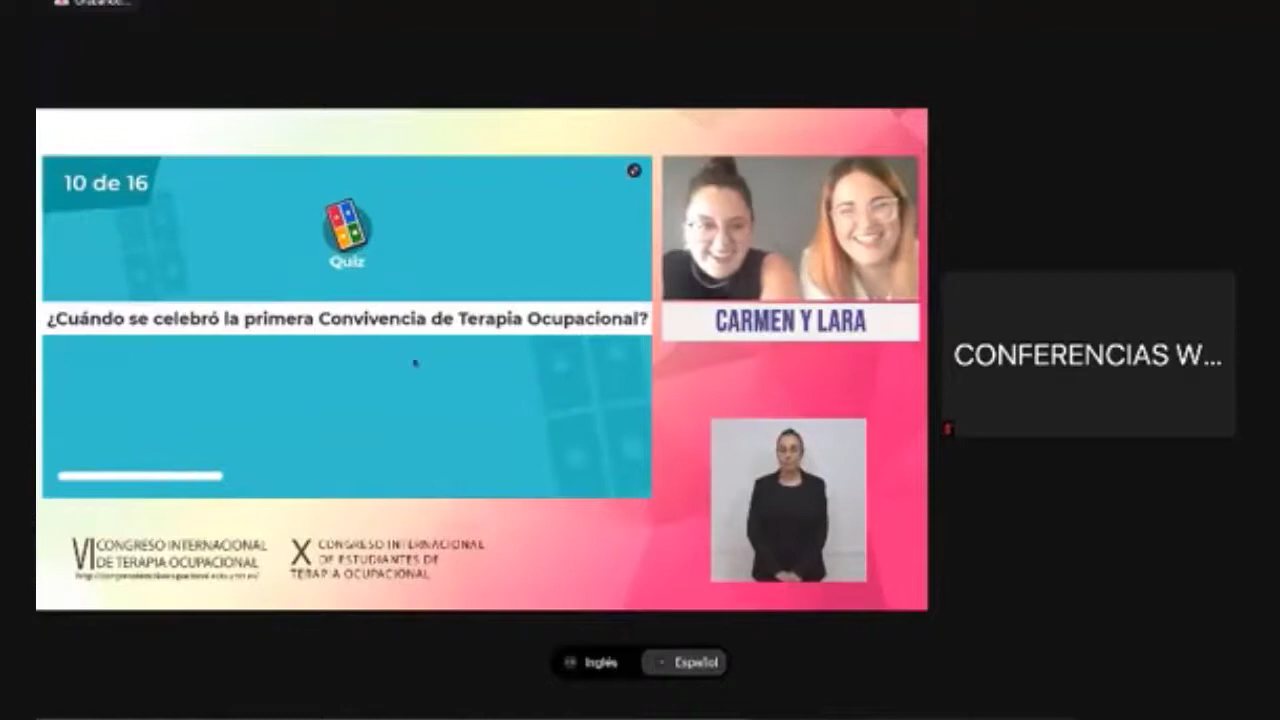 10 de 16
Quiz
¿Cuándo se celebró la primera Convivencia de Terapia Ocupacional?
CARMEN Y LARA
CONFERENCIAS W...
VI CONGRESO INTERNACIONAL
DE TERAPIA OCUPACIONAL
X CONGRESO INTERNACIONAL
DE ESTUDIANTES DE
TERAPIA OCUPACIONAL
Inglés
Español